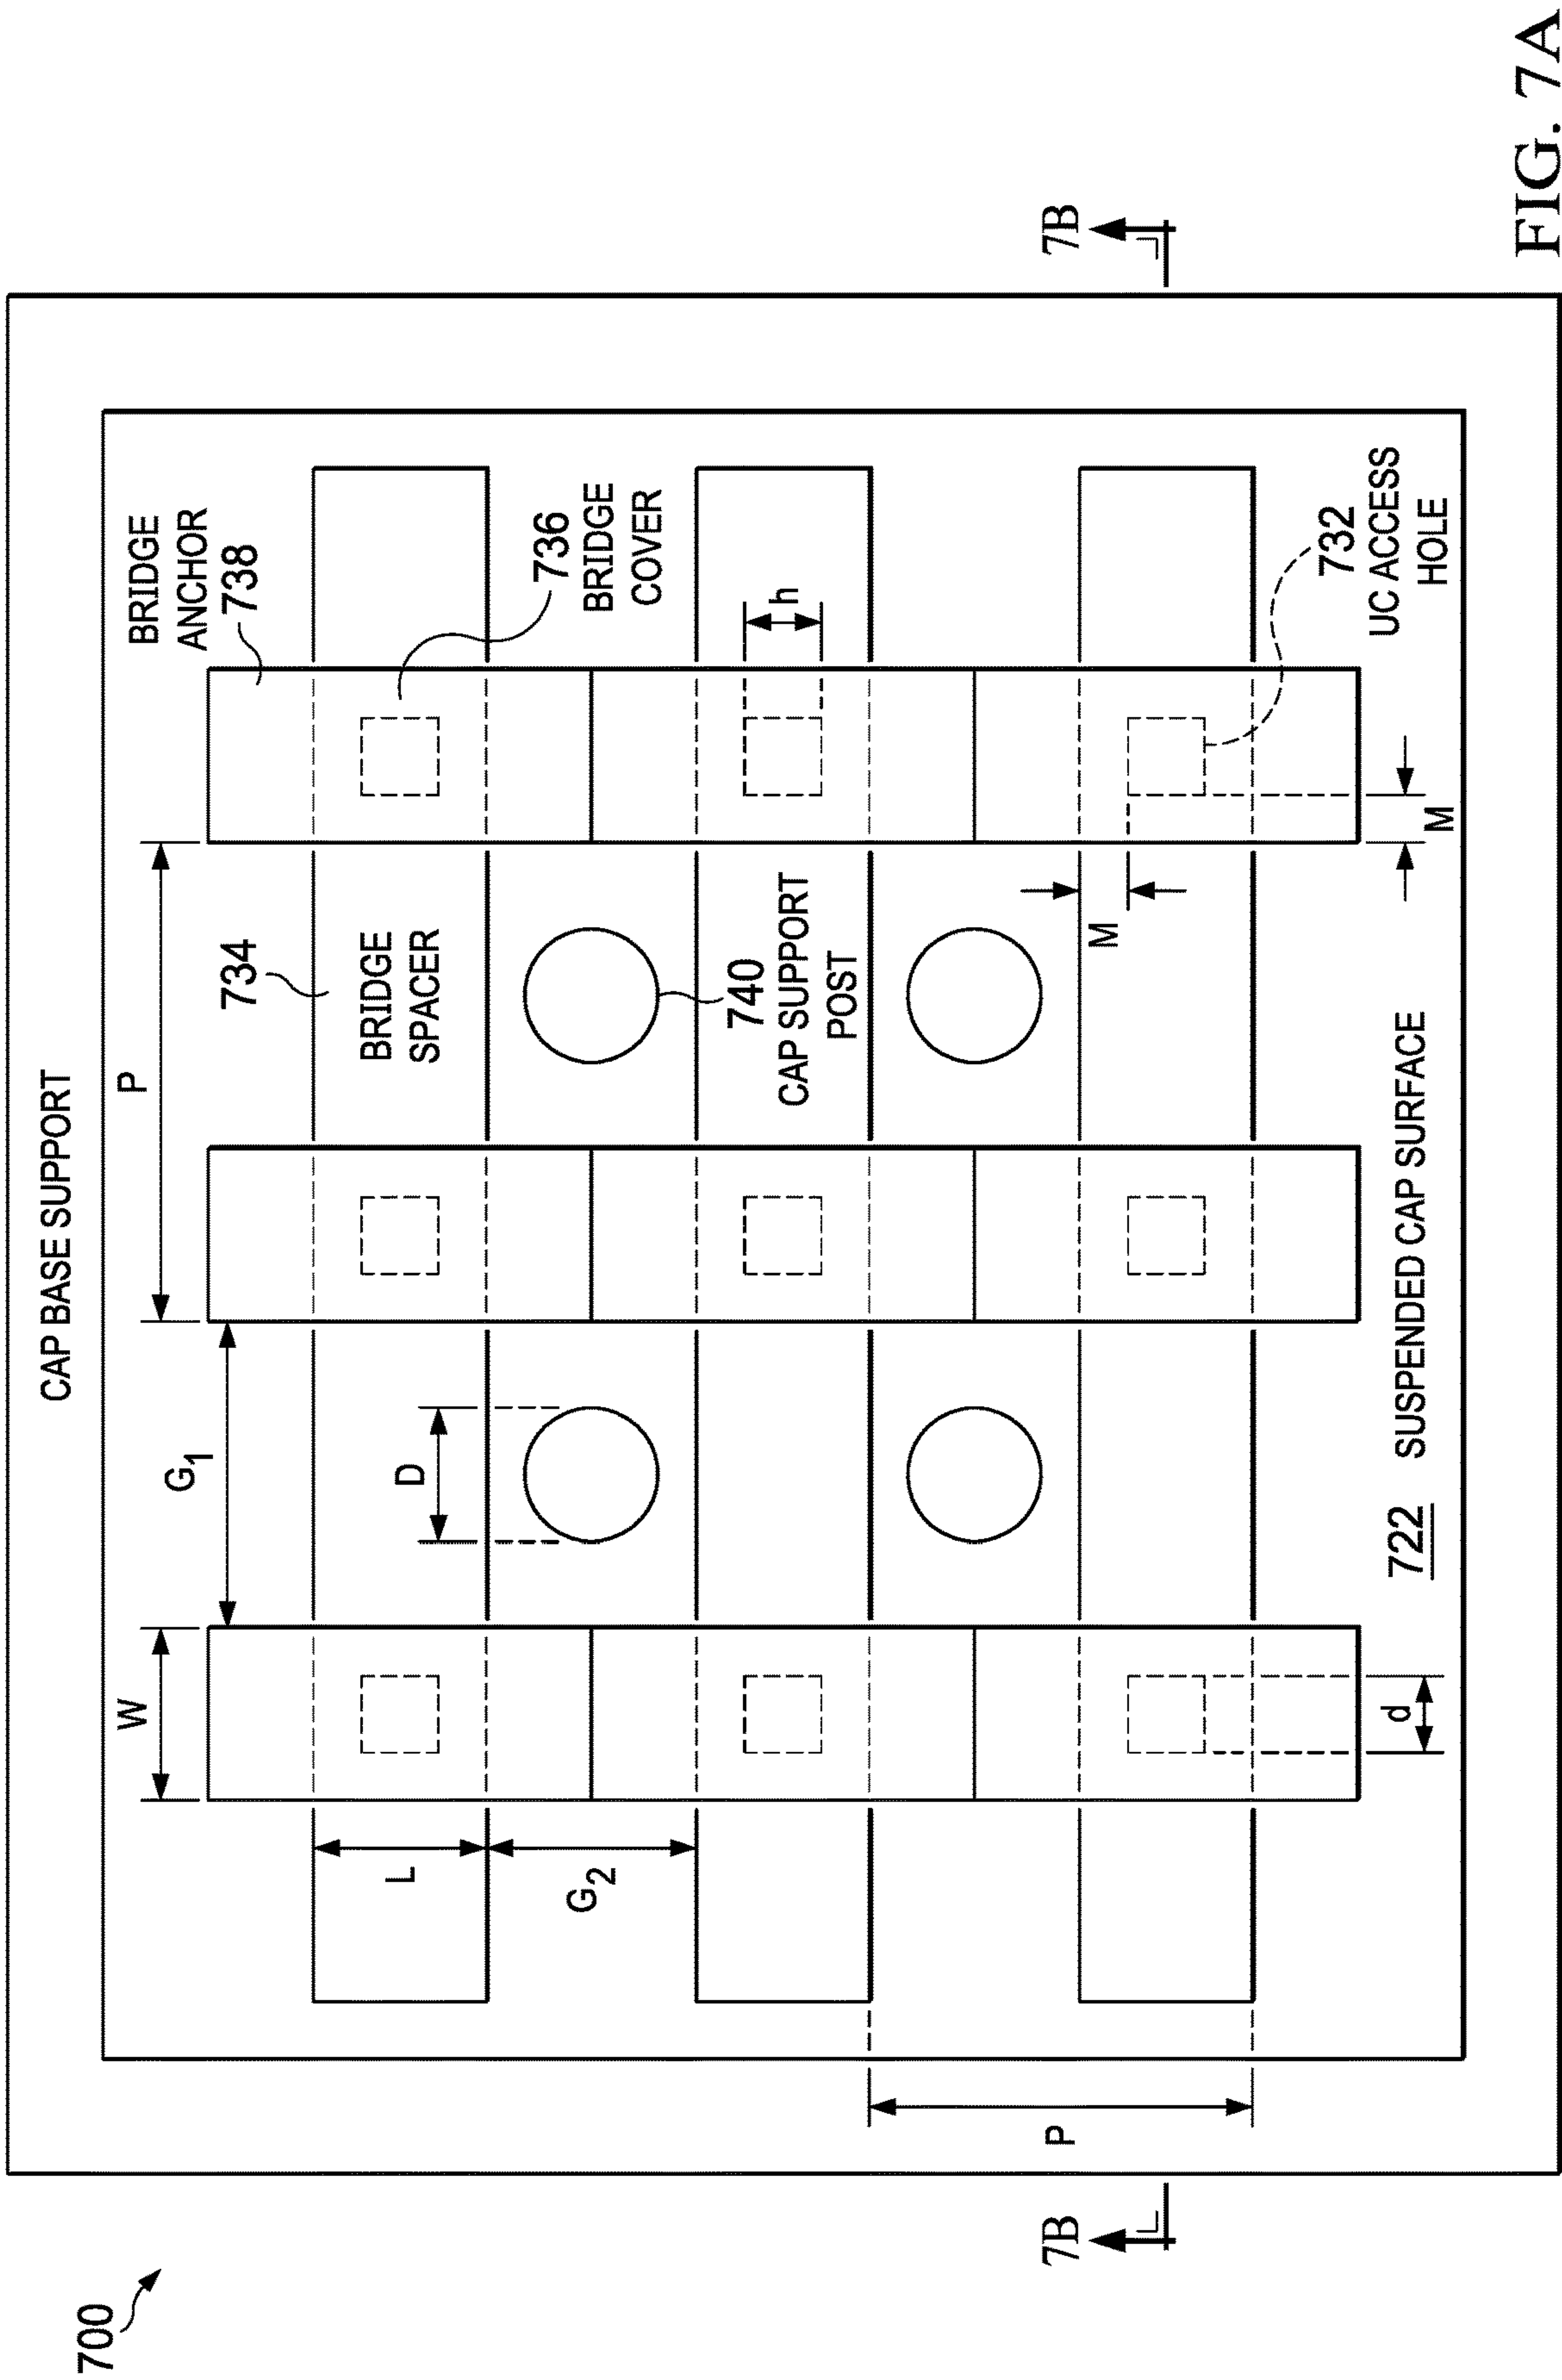 700
CAP BASE SUPPORT
W
G1
P
BRIDGE
ANCHOR
738
734
BRIDGE
SPACER
736
BRIDGE
COVER
L
G2
D
740
CAP SUPPORT
POST
h
P
M
M
d
732
UC ACCESS
HOLE
722 SUSPENDED CAP SURFACE
7B
7B
FIG. 7A